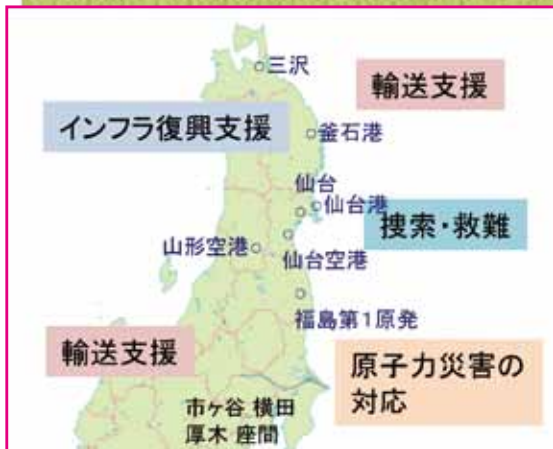 三沢
輸送支援
インフラ復興支援
釜石港
仙台
仙台港
捜索・救難
山形空港
仙台空港
福島第1原発
輸送支援
原子力災害の
対応
市ヶ谷 横田
厚木 座間